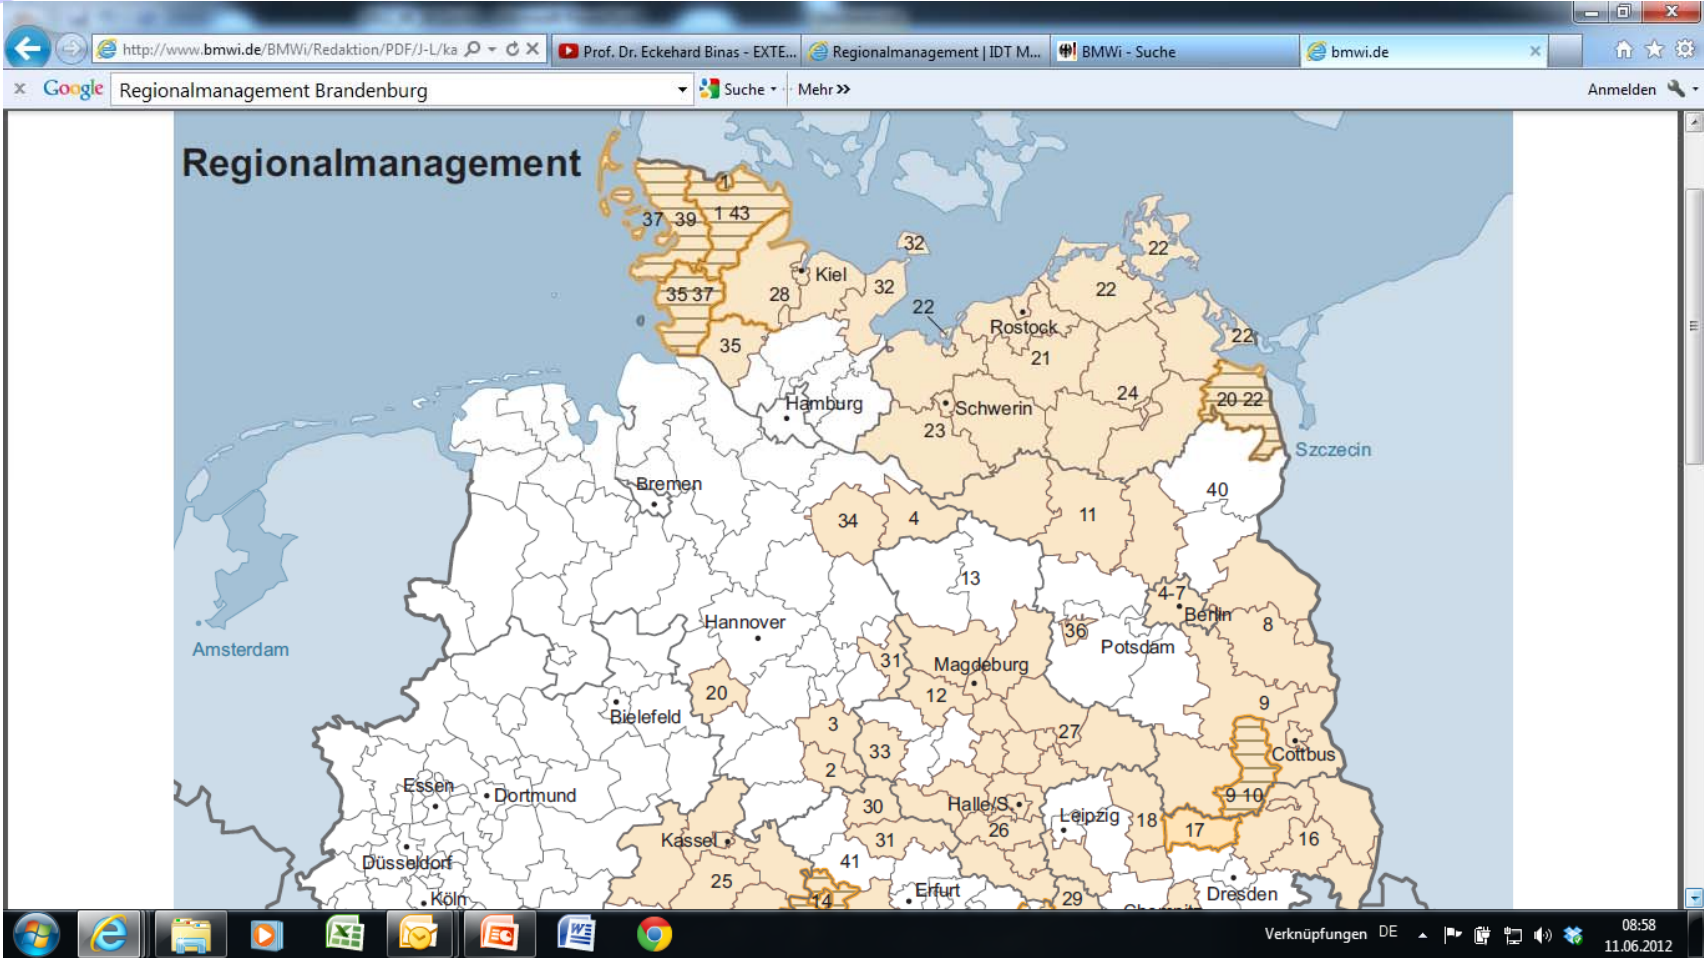 http://www.bmwi.de/BMWi/Redaktion/PDF/J-L/ka
Prof. Dr. Eckehard Binas - EXTE...
Regionalmanagement | IDT M...
BMWi - Suche
bmwi.de
x Google Regionalmanagement Brandenburg Suche Mehr >> Anmelden
Regionalmanagement
1
37 39 1 43
32 22
Kiel
35 37 28 32 22
22
Rostock
35 21 22
24
Hamburg Schwerin 20 22
23
Szczecin
Bremen 40
34 4 11
13
4-7
Berlin
Hannover 36 8
Amsterdam Potsdam
31 Magdeburg
20 12 9
Bielefeld 3 27
33 Cottbus
2
Essen Dortmund 9 10
30 Halle/S. Leipzig 18
26 17 16
Kassel 31
Düsseldorf 41
25 Erfurt Dresden
Köln 14 29
Chemnitz
Verknüpfungen DE 08:58
11.06.2012